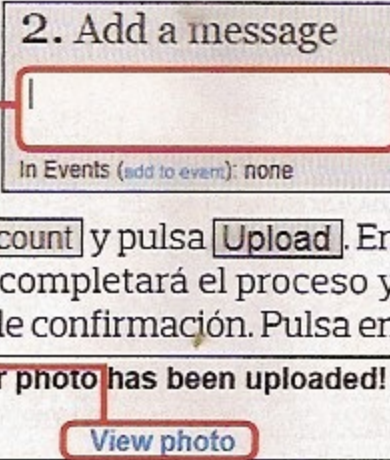 2. Add a message
In Events (add to event): none
count y pulsa Upload. En
completará el proceso y
le confirmación. Pulsa en
r photo has been uploaded!
View photo